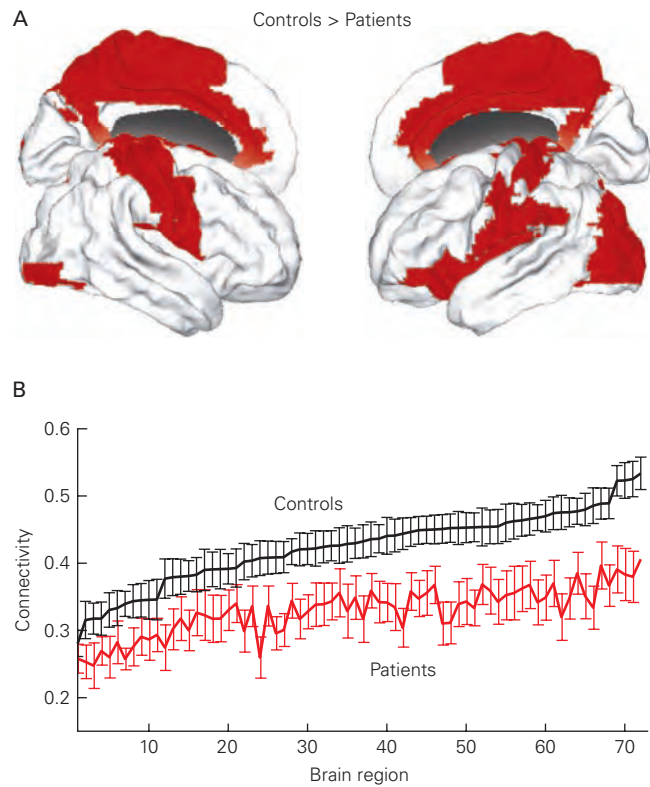 A
Controls > Patients
B
0.6
0.5
0.4
0.3
0.2
Connectivity
Controls
Patients
10 20 30 40 50 60 70
Brain region